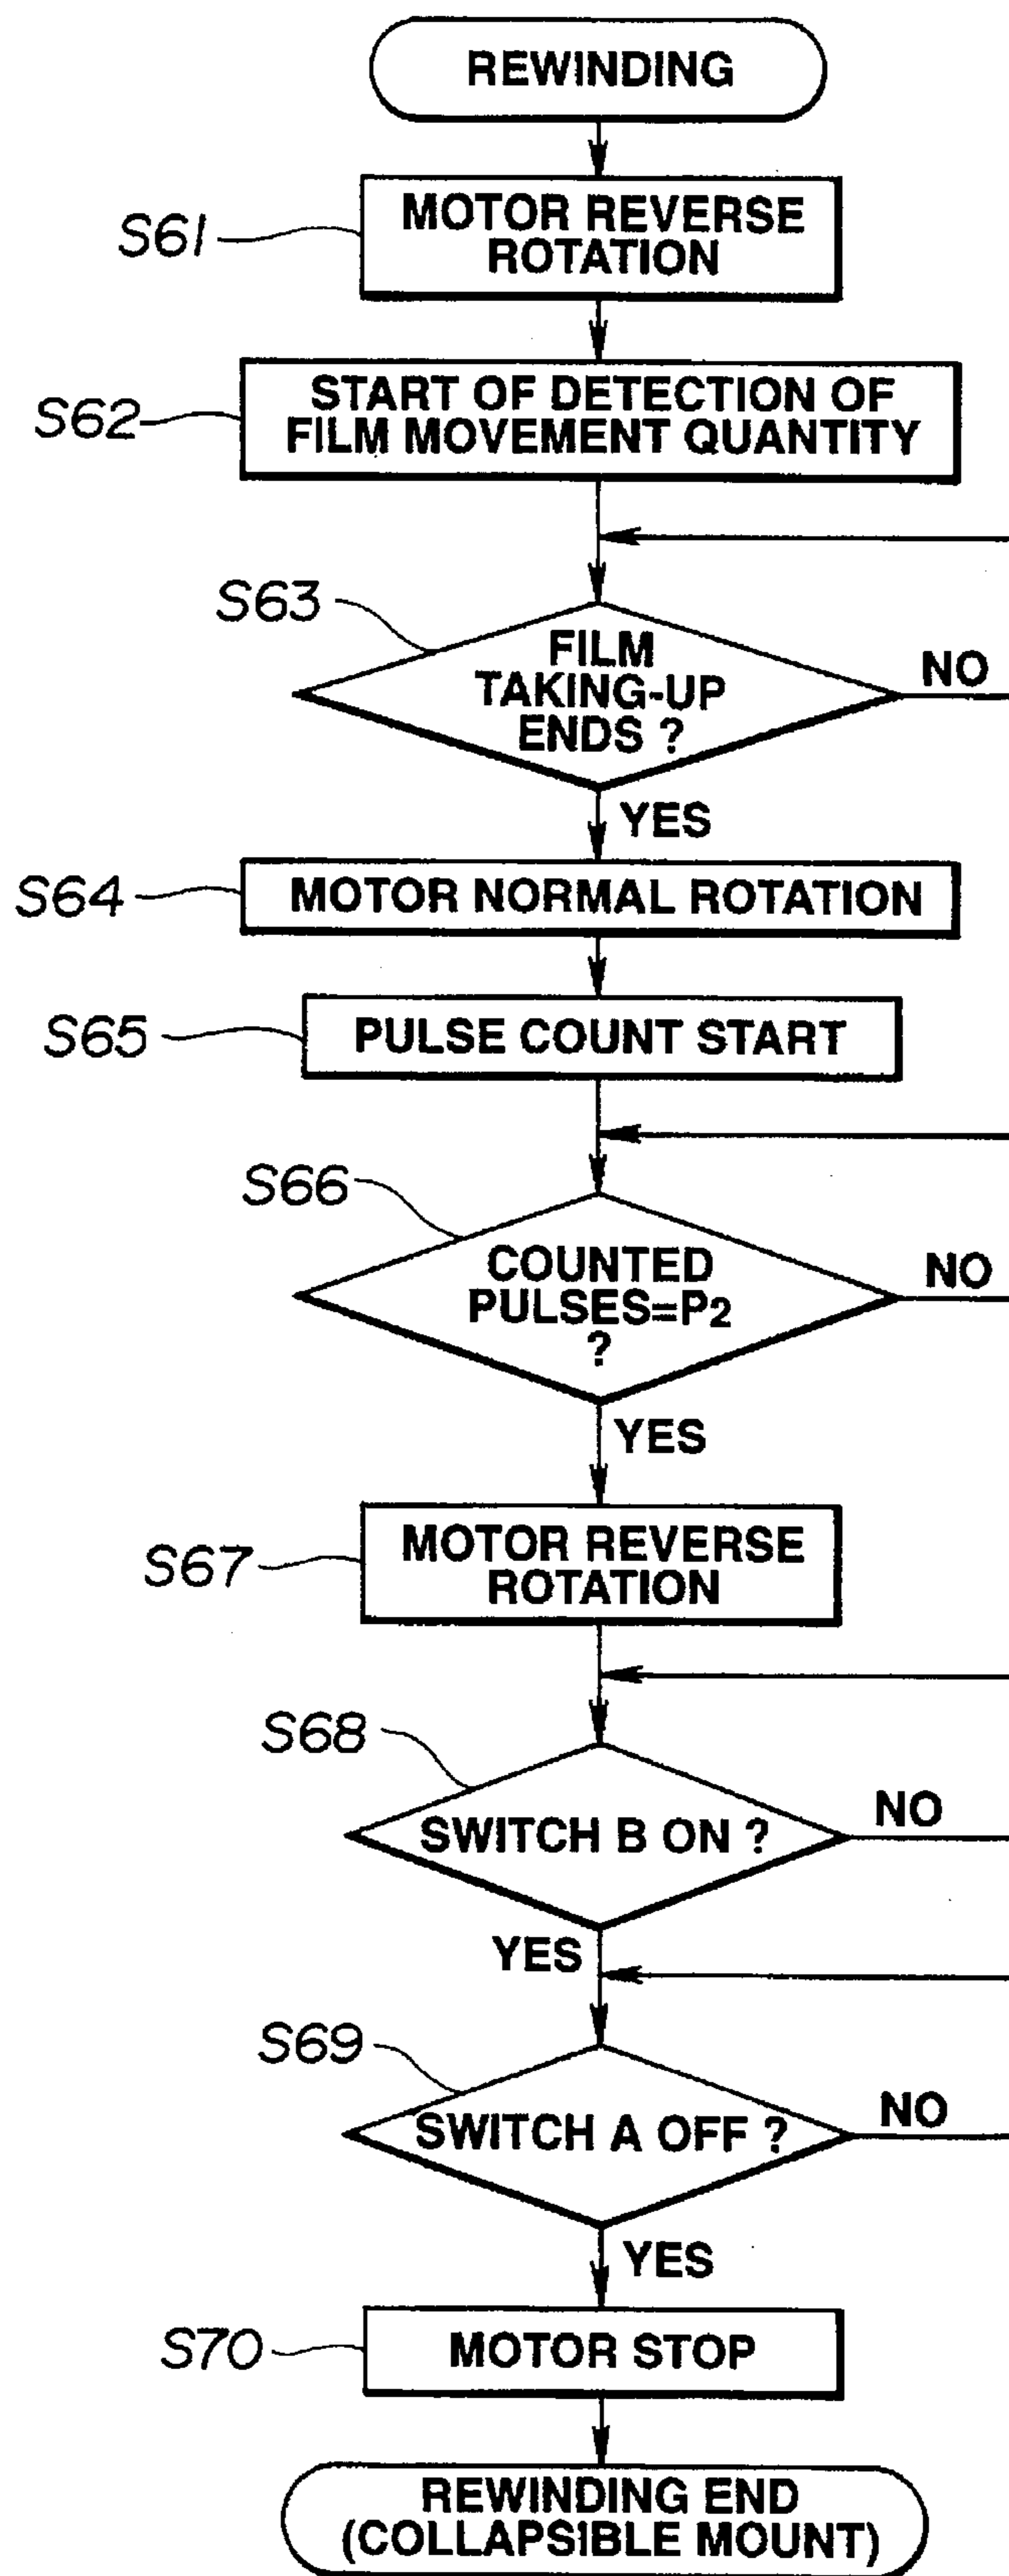 REWINDING
S61
MOTOR REVERSE
ROTATION
S62
START OF DETECTION OF
FILM MOVEMENT QUANTITY
S63
FILM
TAKING-UP
ENDS ?
NO
YES
S64
MOTOR NORMAL ROTATION
S65
PULSE COUNT START
S66
COUNTED
PULSES=P2
?
NO
YES
S67
MOTOR REVERSE
ROTATION
S68
SWITCH B ON ?
NO
YES
S69
SWITCH A OFF ?
NO
YES
S70
MOTOR STOP
REWINDING END
(COLLAPSIBLE MOUNT)